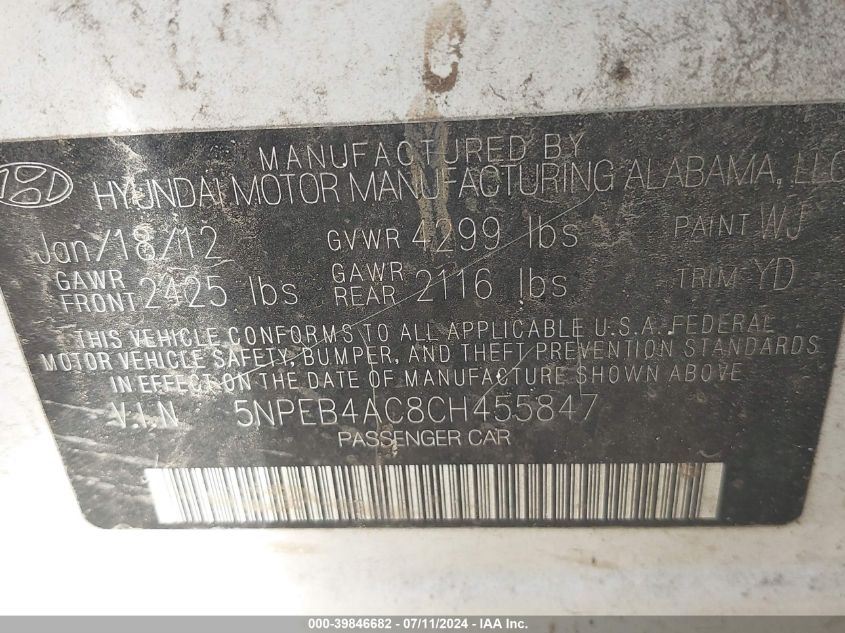 MANUFACTURED BY
HYUNDAI MOTOR MANUFACTURING ALABAMA, LLC
Jan/18/12 GVWR 4299 lbs PAINT WJ
GAWR FRONT 2425 lbs GAWR REAR 2116 lbs TRIM YD
THIS VEHICLE CONFORMS TO ALL APPLICABLE U.S.A. FEDERAL
MOTOR VEHICLE SAFETY, BUMPER, AND THEFT PREVENTION STANDARDS
IN EFFECT ON THE DATE OF MANUFACTURE SHOWN ABOVE
V.I.N 5NPEB4AC8CH455847
PASSENGER CAR
000-39846682 - 07/11/2024 - IAA Inc.